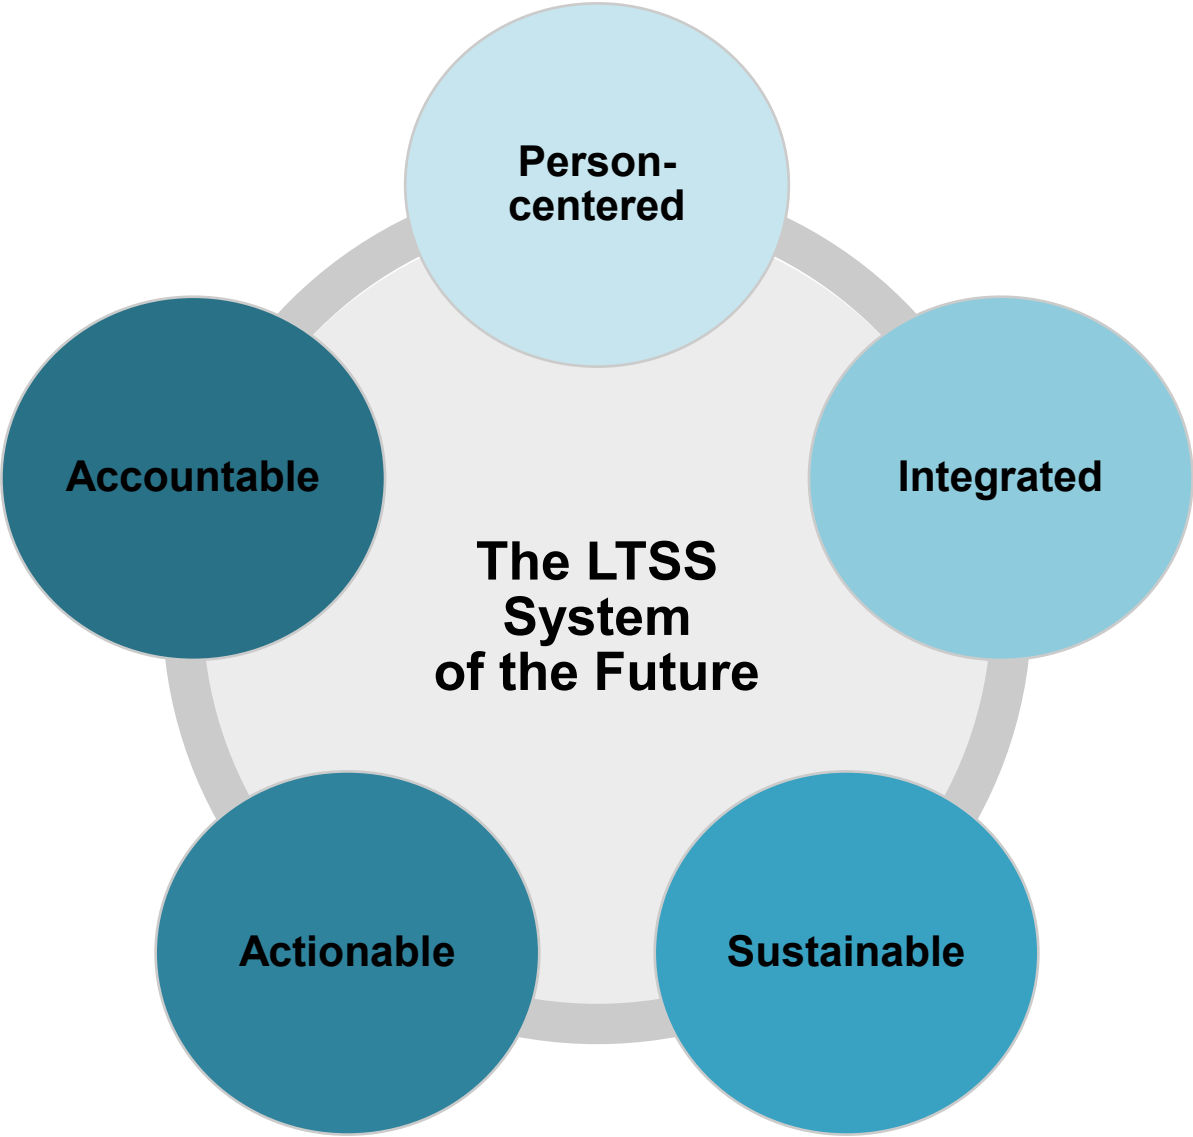 Person-
centered
Accountable
Integrated
The LTSS
System
of the Future
Actionable
Sustainable